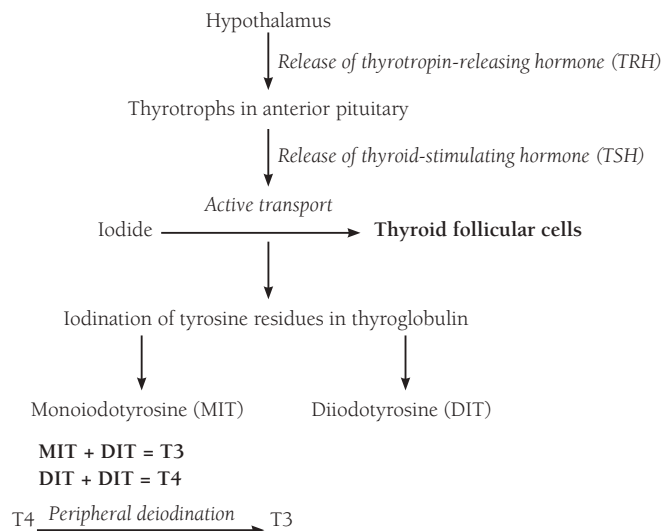 Hypothalamus
Release of thyrotropin-releasing hormone (TRH)
Thyrotrophs in anterior pituitary
Release of thyroid-stimulating hormone (TSH)
Active transport
Iodide Thyroid follicular cells
Iodination of tyrosine residues in thyroglobulin
Monoiodotyrosine (MIT) Diiodotyrosine (DIT)
MIT + DIT = T3
DIT + DIT = T4
T4 Peripheral deiodination T3